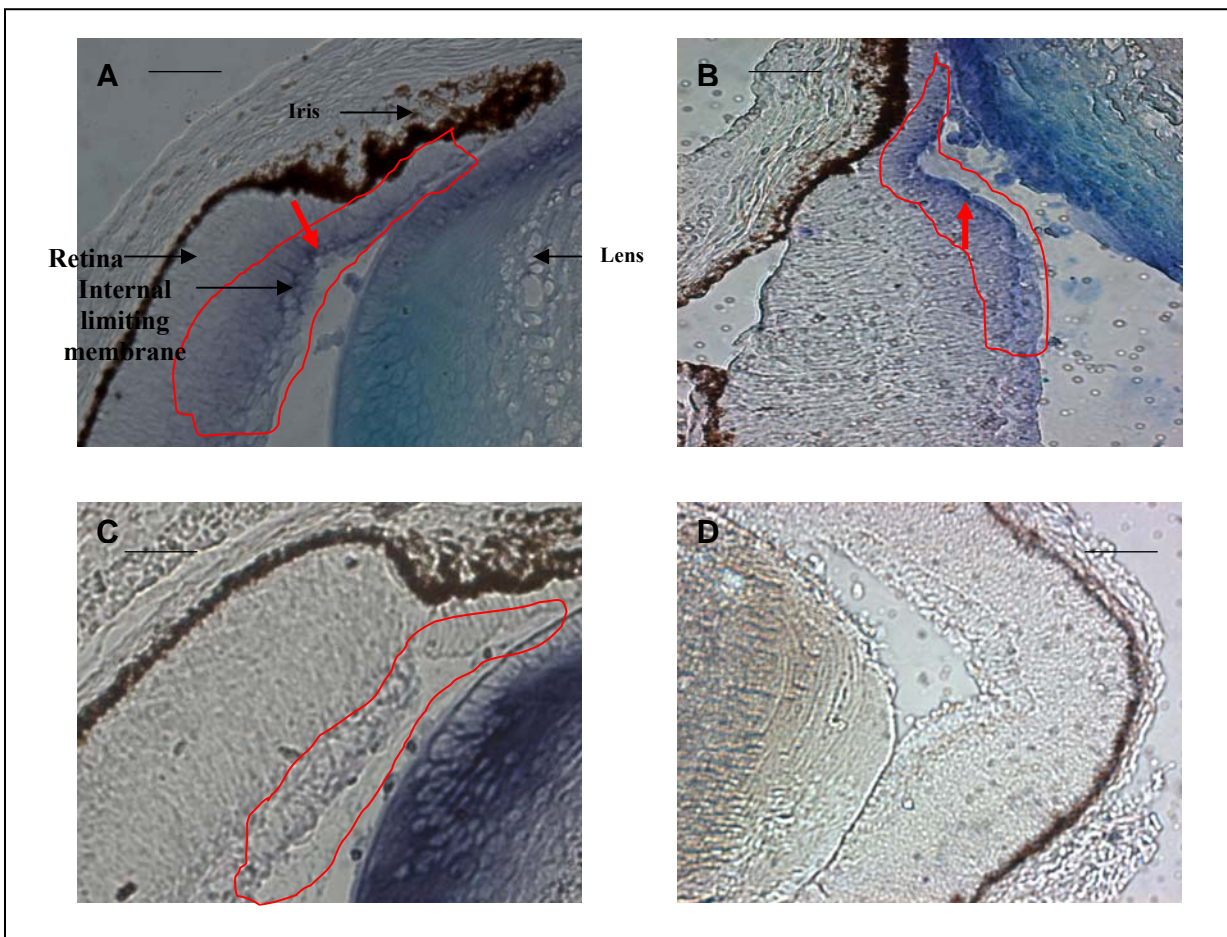 A
B
Iris
Retina
Internal
limiting
membrane
Lens
C
D